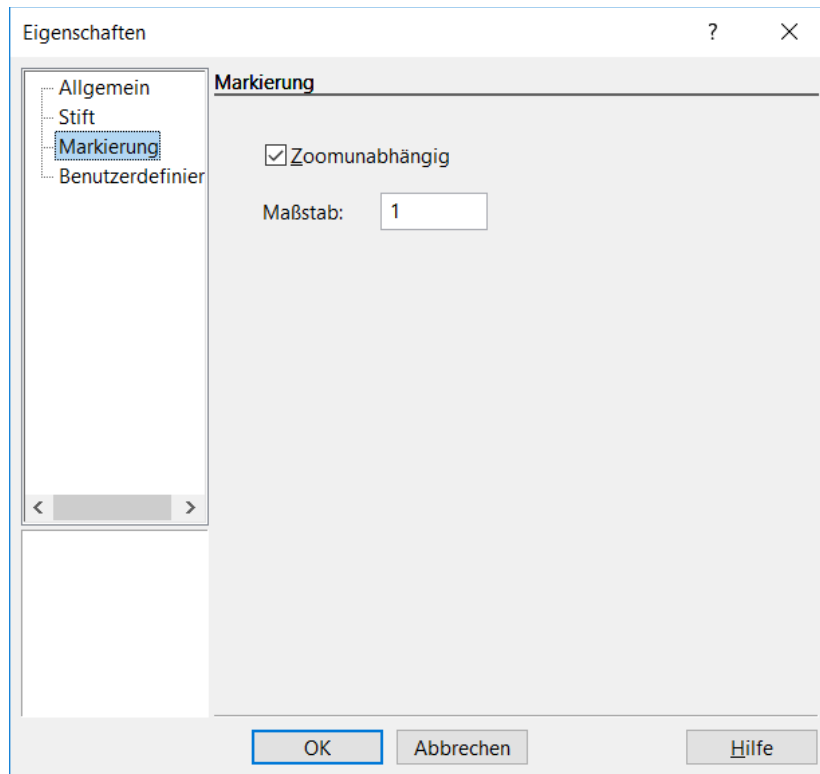 Eigenschaften ?
Allgemein
Stift
Markierung
Benutzerdefinier
Markierung
Zoomunabhängig
Maßstab: 1
OK Abbrechen Hilfe